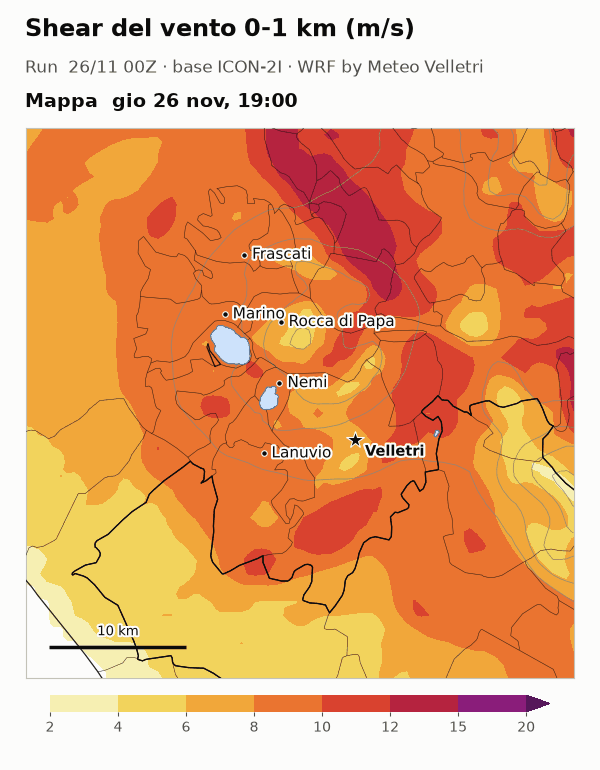 Shear del vento 0-1 km (m/s)
Run  26/11 00Z · base ICON-2I · WRF by Meteo Velletri
Mappa  gio 26 nov, 19:00
Frascati
Marino
Rocca di Papa
Nemi
Velletri
Lanuvio
10 km
2 4 6 8 10 12 15 20